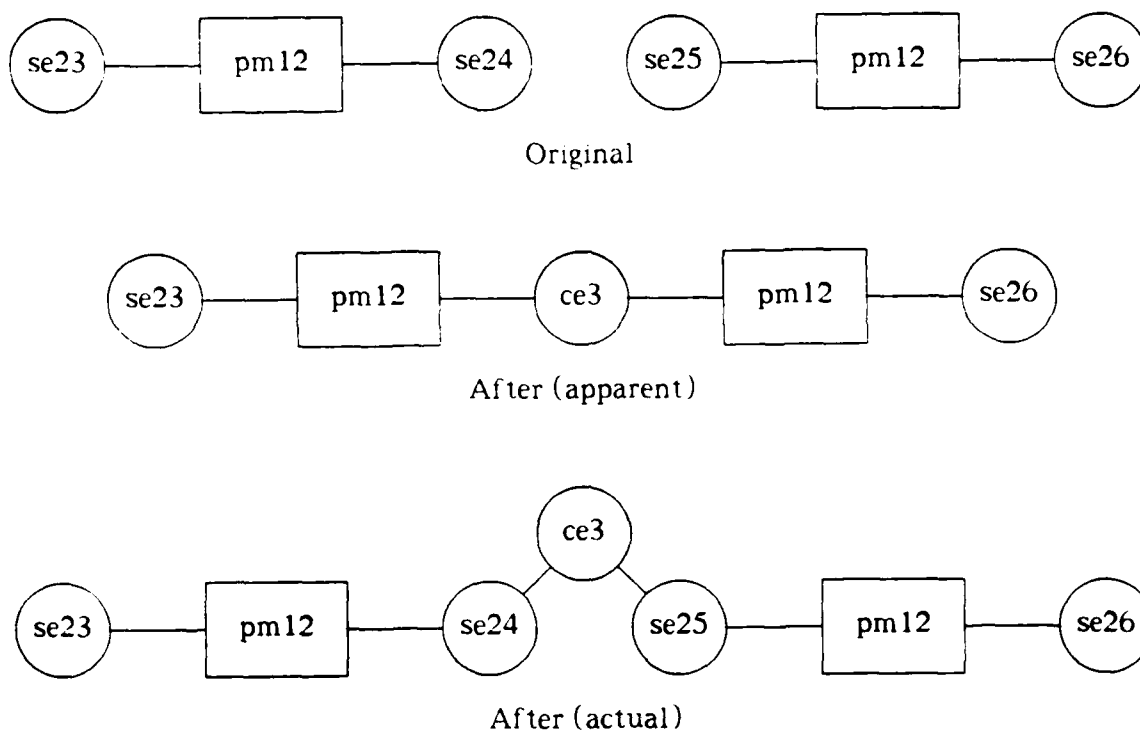 se23 pm12 se24 se25 pm12 se26
Original
se23 pm12 ce3 pm12 se26
After (apparent)
ce3
se23 pm12 se24 se25 pm12 se26
After (actual)